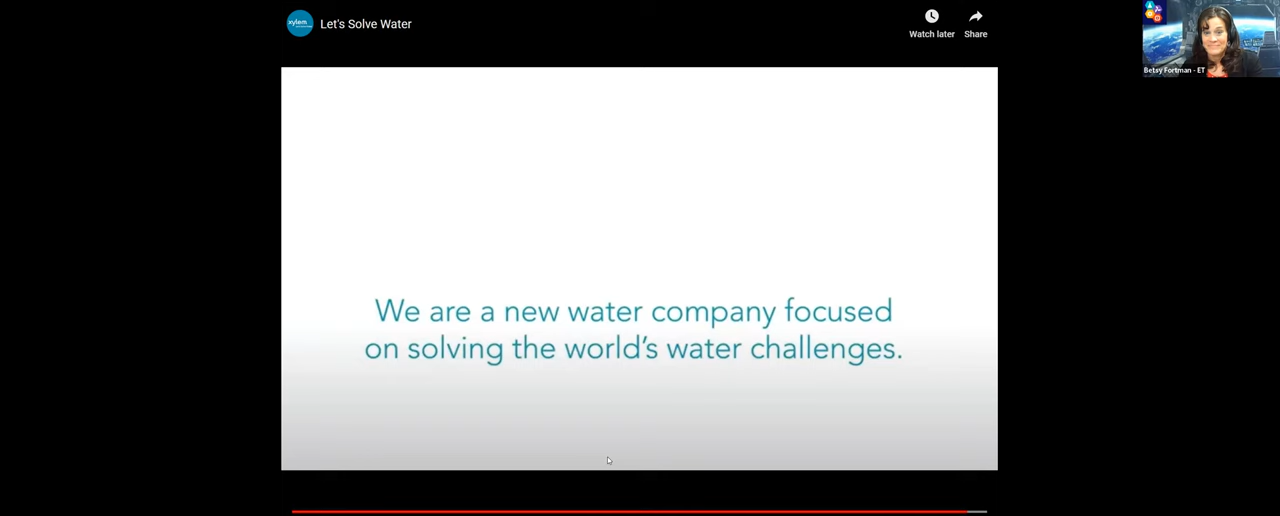 xylem
Let's Solve Water
Watch later
Share
Betsy Fortman - ET
We are a new water company focused
on solving the world's water challenges.